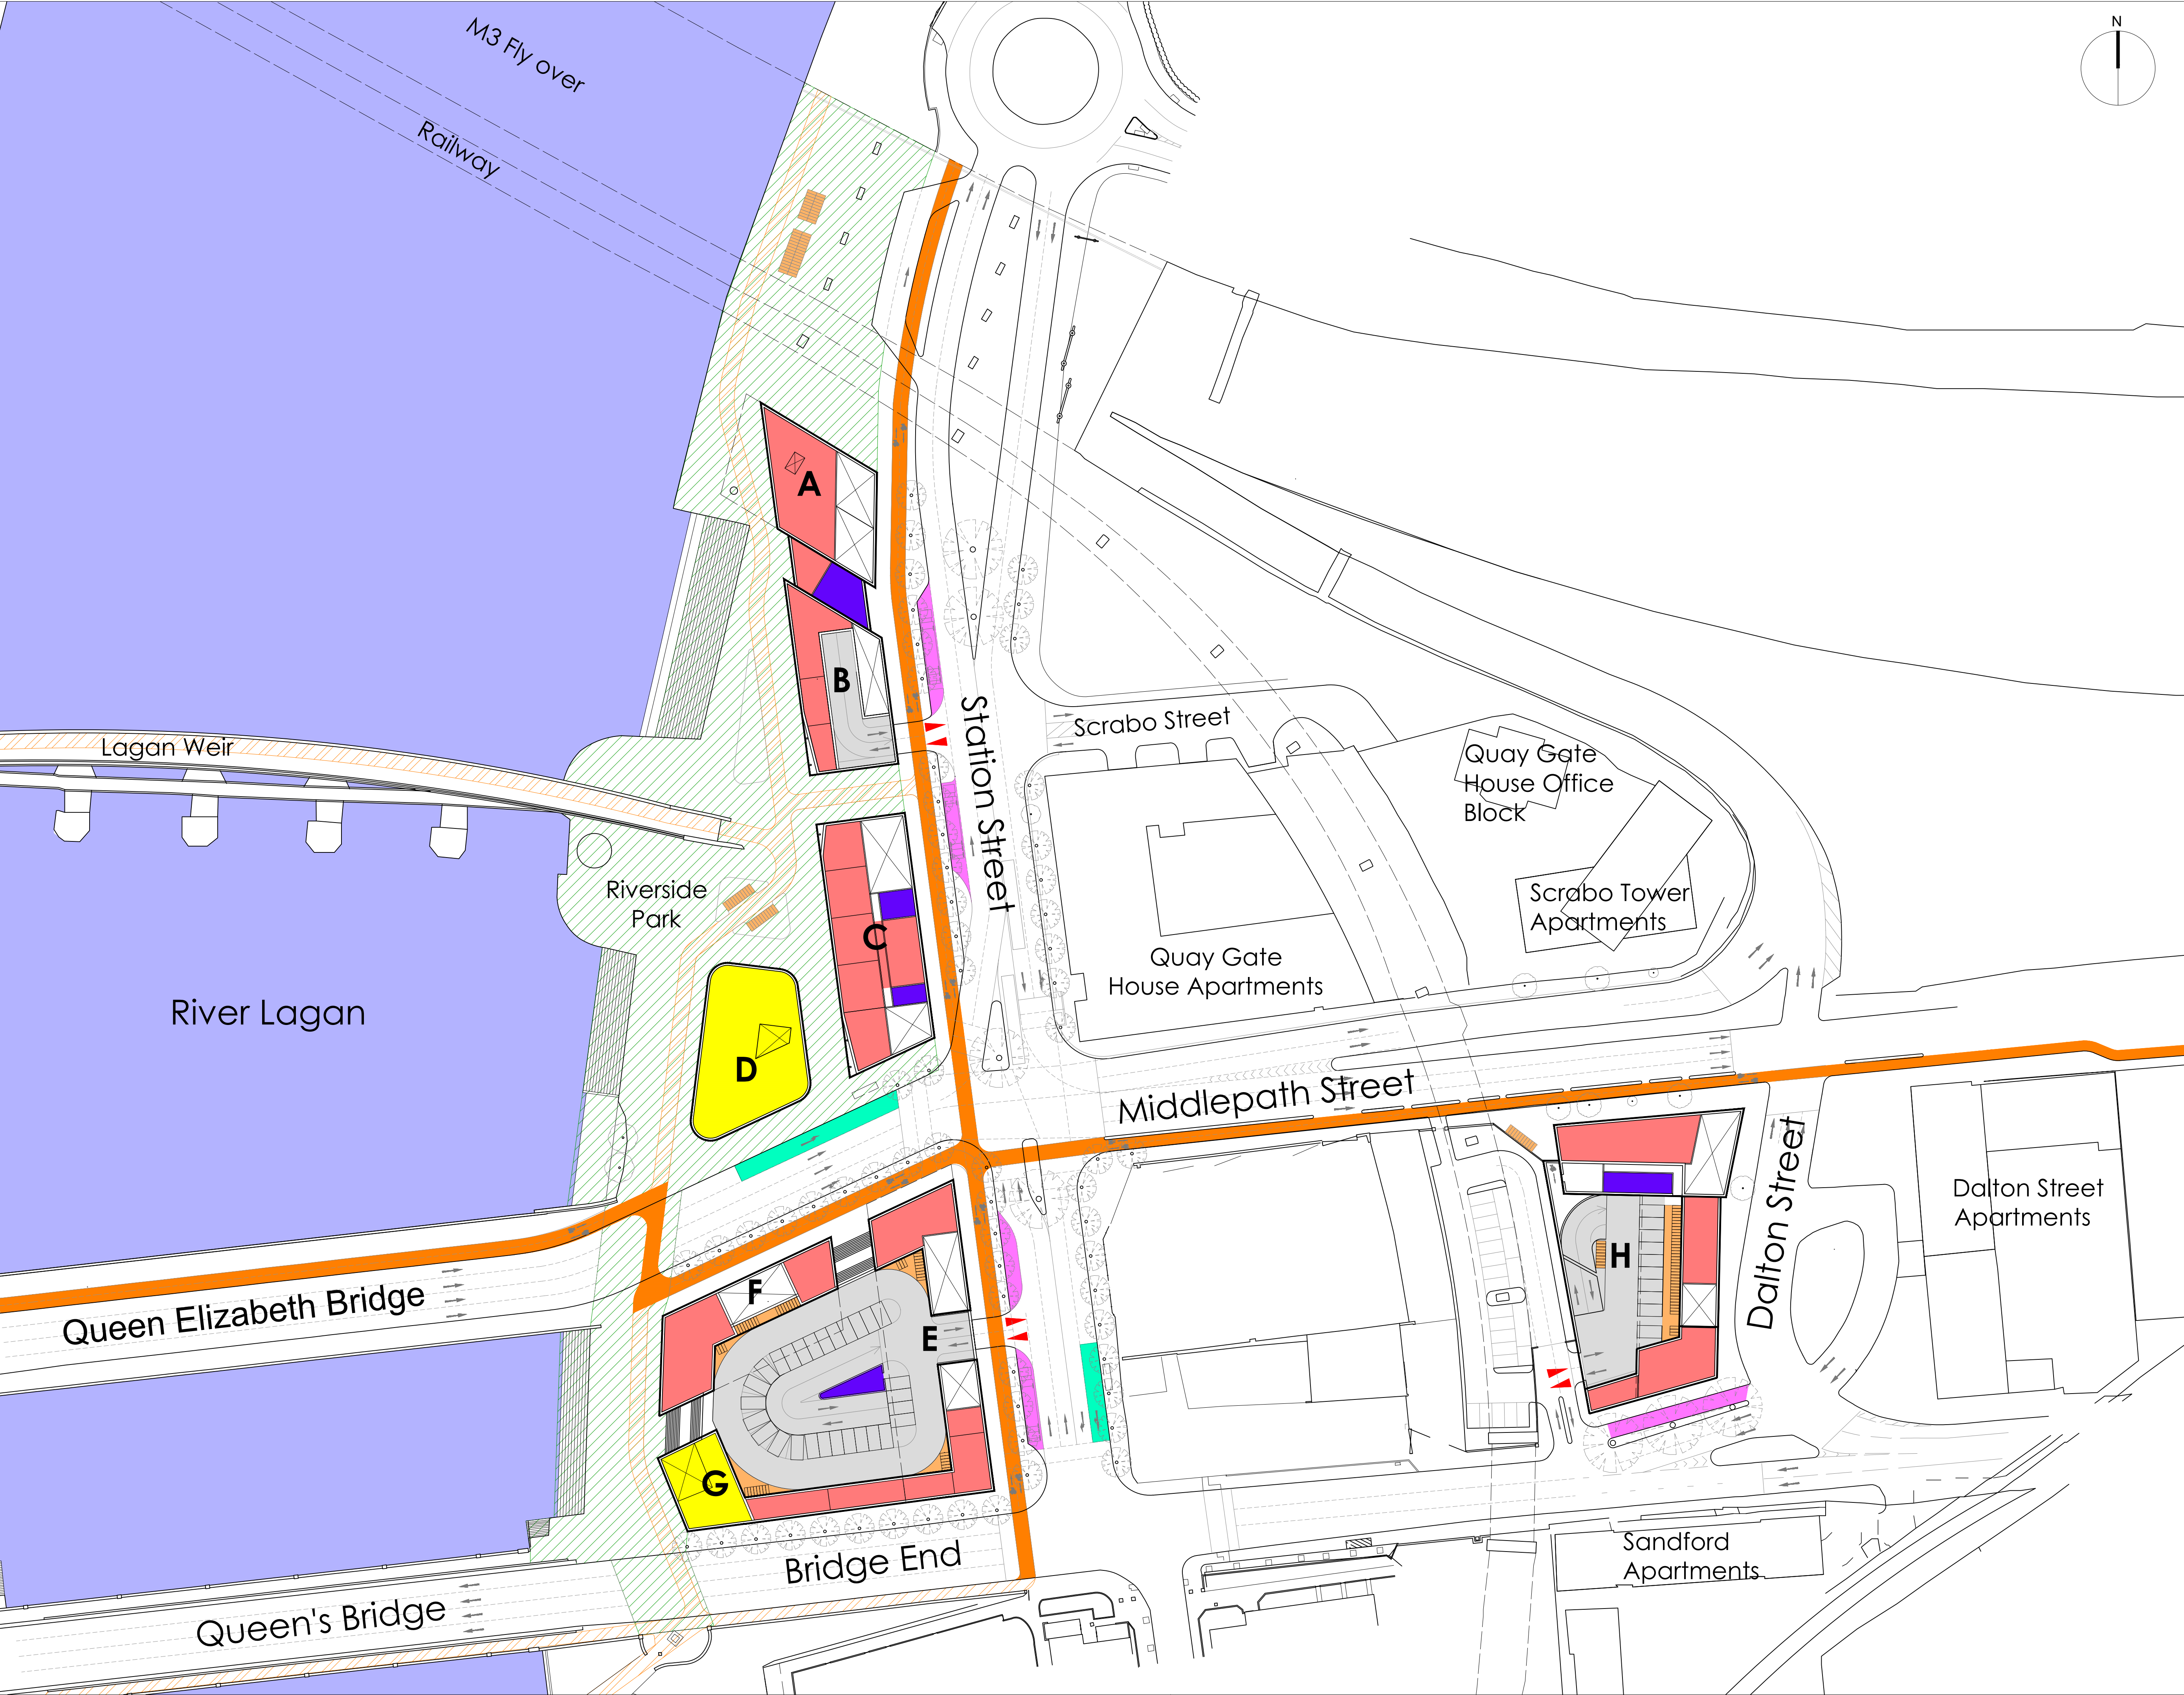 M3 Fly over
N
Railway
A
B
Station Street
Scrabo Street
Lagan Weir
Quay Gate
House Office
Block
Riverside
Park
Scrabo Tower
Apartments
C
Quay Gate
House Apartments
River Lagan
D
Middlepath Street
Dalton Street
Dalton Street
Apartments
H
F
E
Queen Elizabeth Bridge
G
Bridge End
Sandford
Apartments
Queen's Bridge